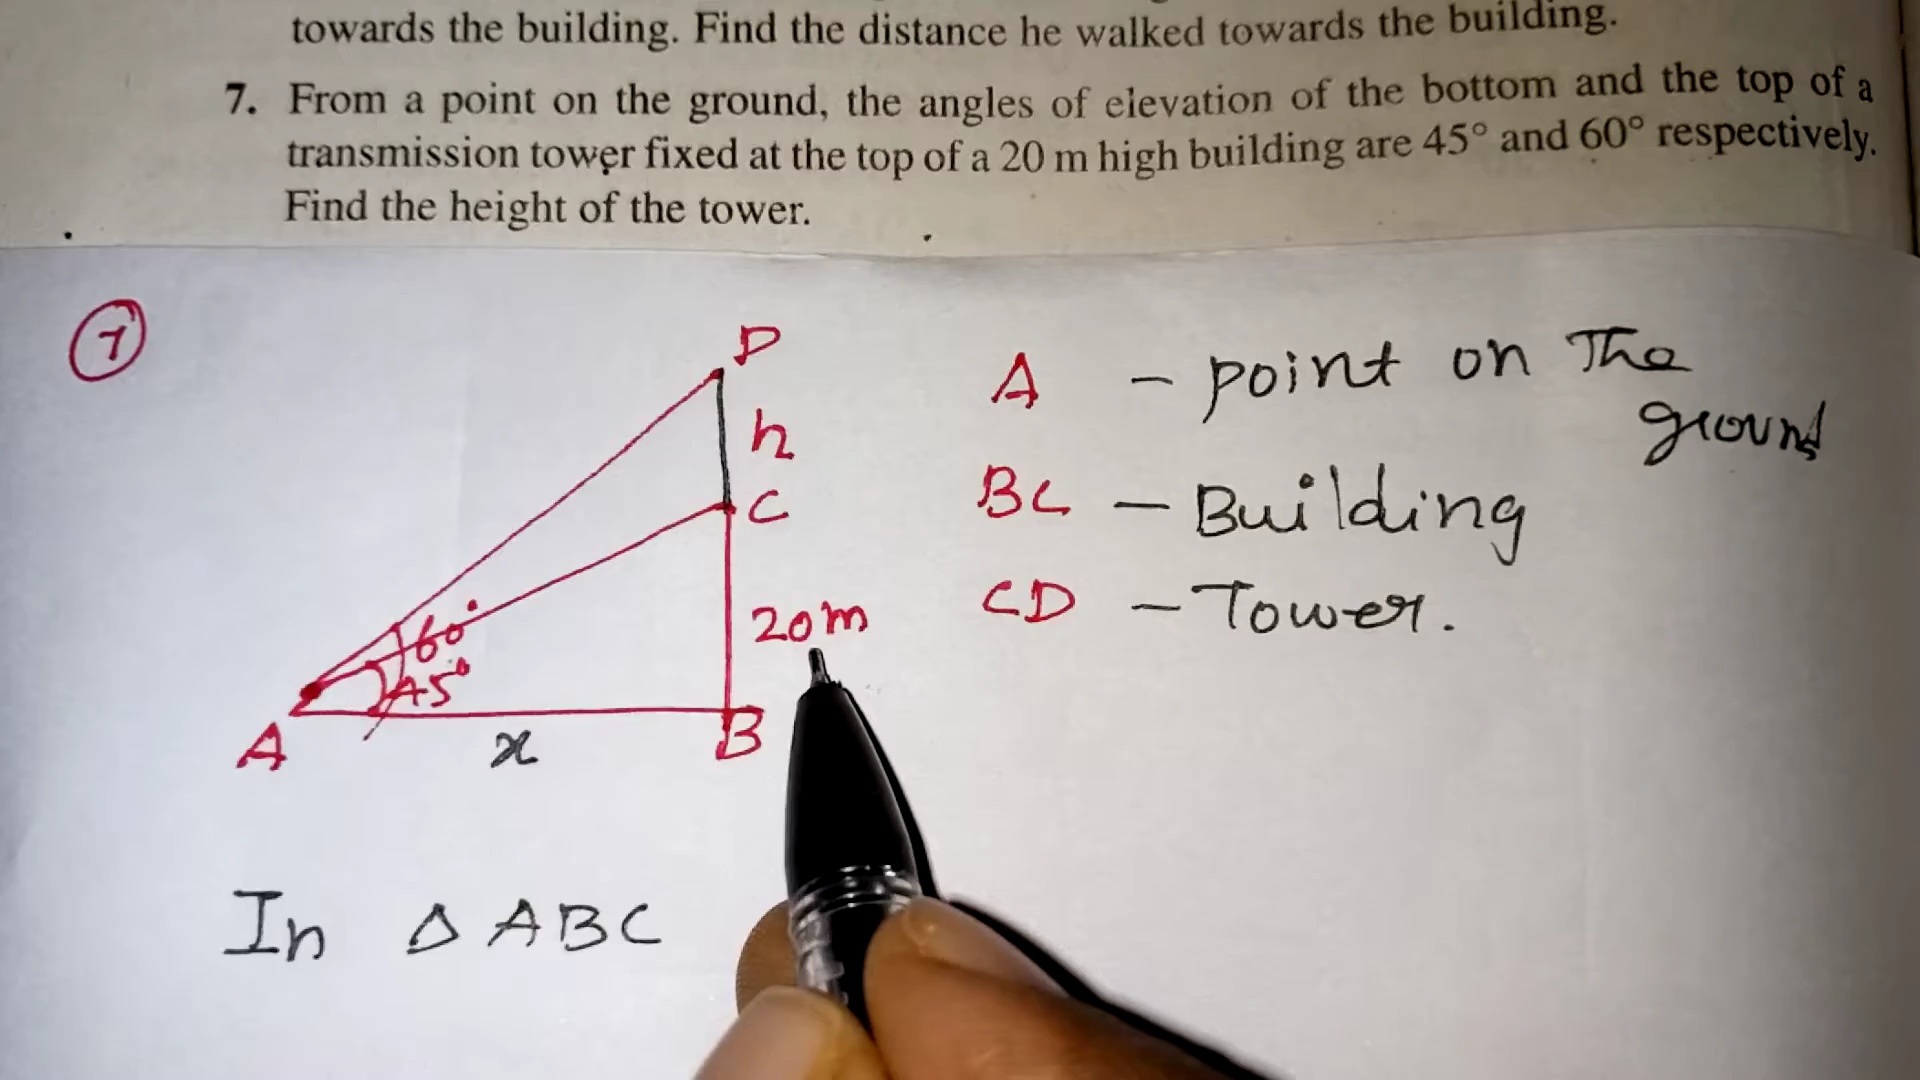 towards the building. Find the distance he walked towards the building.
7. From a point on the ground, the angles of elevation of the bottom and the top of a
transmission tower fixed at the top of a 20 m high building are 45° and 60° respectively.
Find the height of the tower.
7
D
h
C
20m
60°
45°
A
x
B
A - point on The
ground
BC - Building
CD - Tower.
In Δ ABC